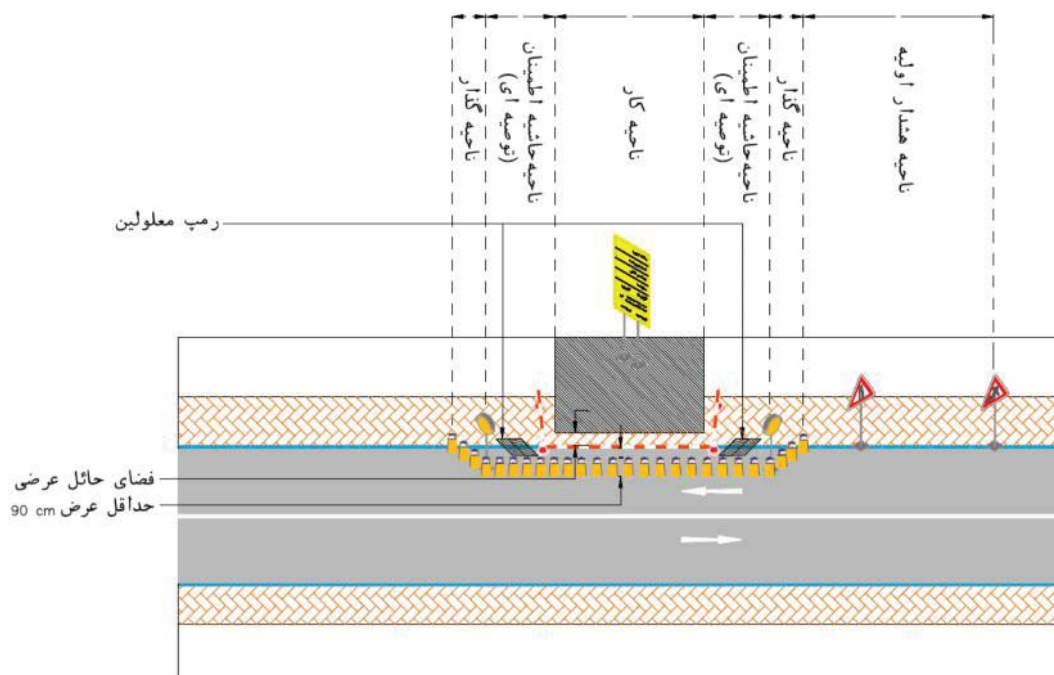 ناحیه گذار
ناحیه حاشیه اطمینان
(توصیه ای)
ناحیه کار
ناحیه حاشیه اطمینان
(توصیه ای)
ناحیه گذار
ناحیه هشدار اولیه
رمپ معلولین
فضای حائل عرضی
حداقل عرض 90 cm